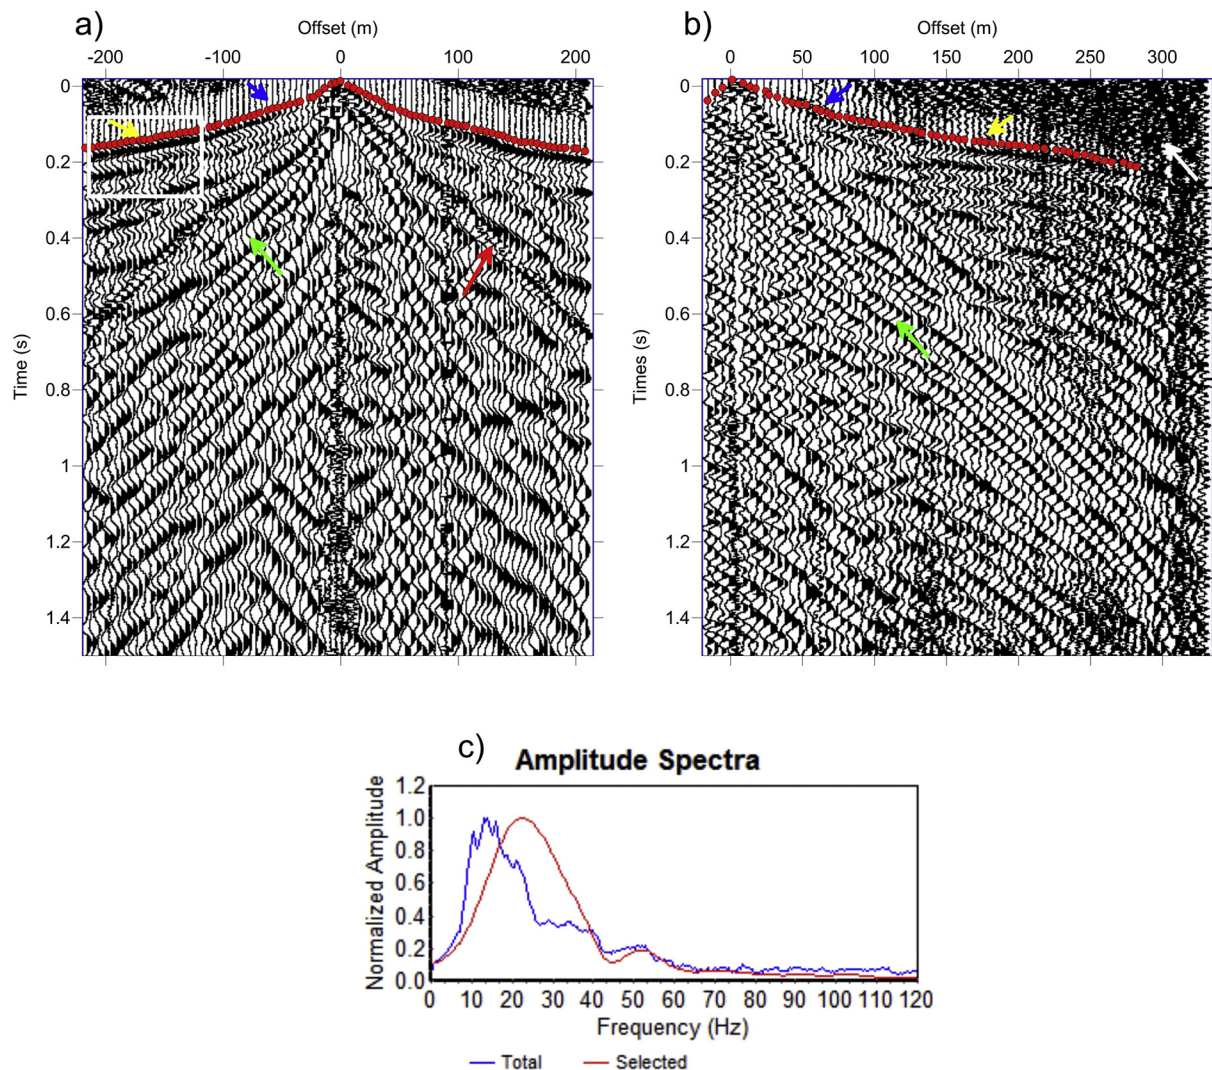 a)
Offset (m)
-200 -100 0 100 200
0
0.2
0.4
0.6
0.8
1
1.2
1.4
Time (s)
b)
Offset (m)
0 50 100 150 200 250 300
0
0.2
0.4
0.6
0.8
1
1.2
1.4
Times (s)
c)
Amplitude Spectra
1.2
1.0
0.8
0.6
0.4
0.2
0.0
Normalized Amplitude
0 10 20 30 40 50 60 70 80 90 100 110 120
Frequency (Hz)
Total Selected